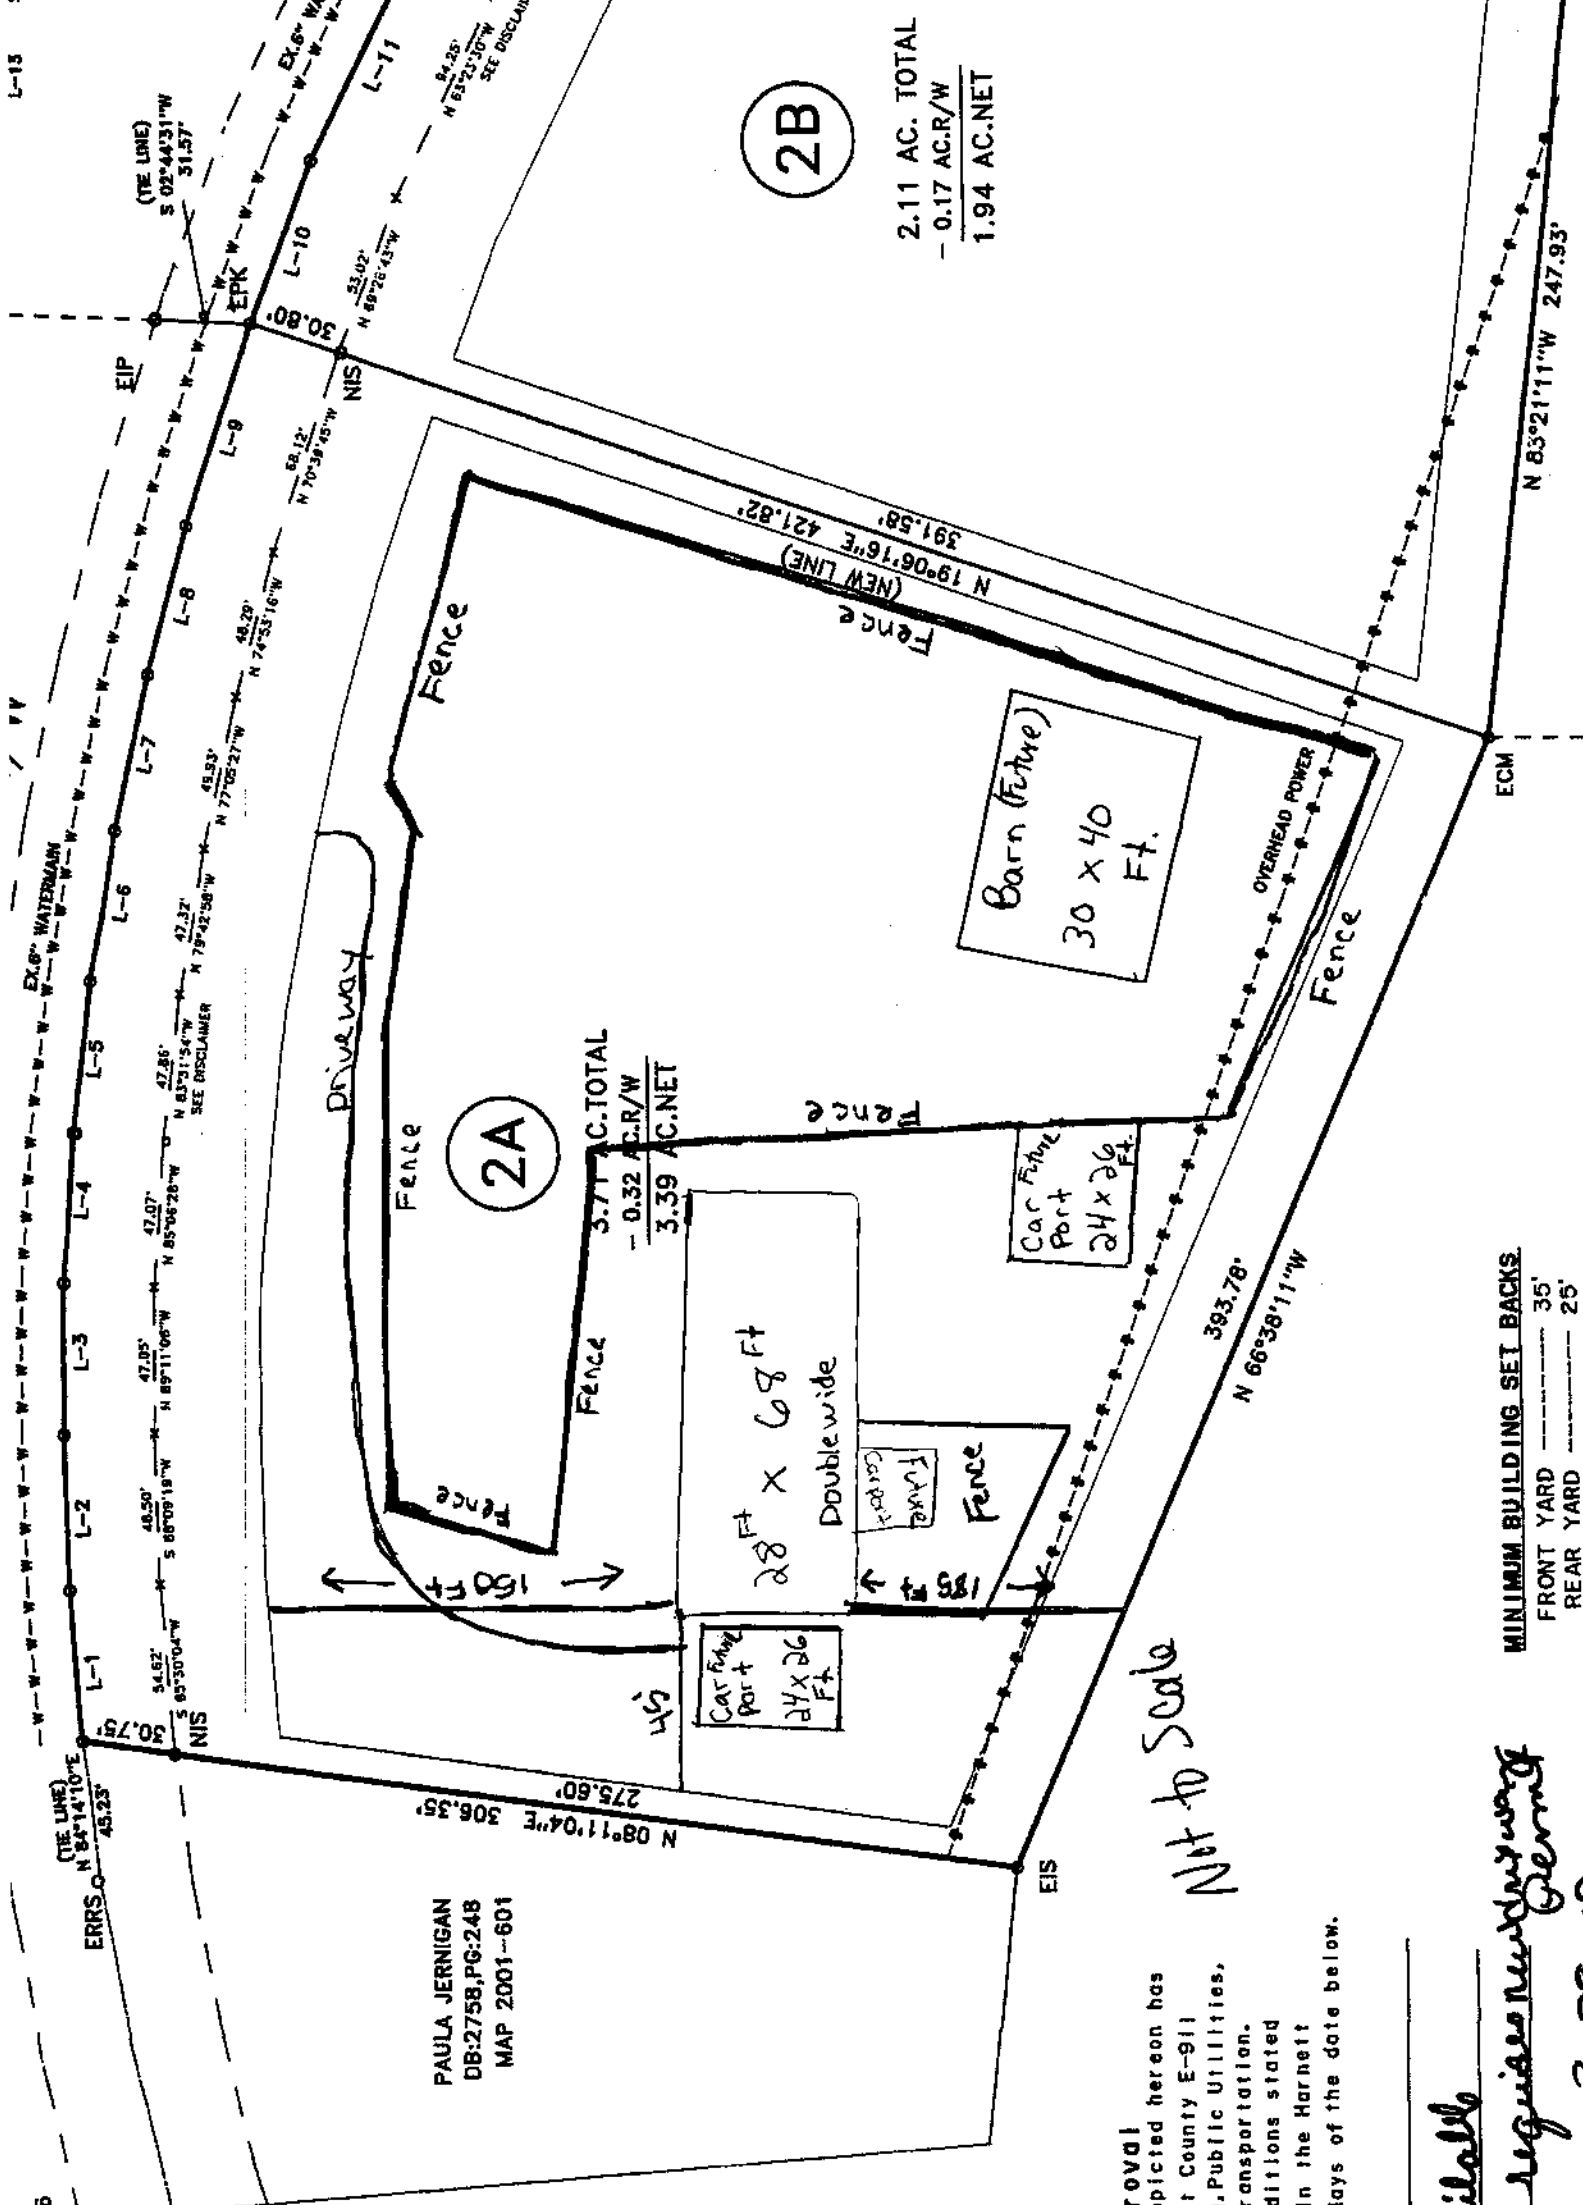 L-13
(TIE LINE)
S 02°44'31"W
31.57'
EIP
EPK
30.80'
NIS
L-11
L-10
L-9
L-8
L-7
L-6
L-5
L-4
L-3
L-2
L-1
94.25'
N 63°23'30"W
53.02'
N 69°26'43"W
68.12'
N 70°39'45"W
48.29'
N 74°53'16"W
45.93'
N 77°05'27"W
47.32'
N 79°42'58"W
47.86'
N 83°31'54"W
SEE DISCLAIMER
47.07'
N 85°06'28"W
47.05'
N 89°11'06"W
48.50'
S 88°09'19"W
54.62'
S 85°30'04"W
EX.6" WATERMAIN
(TIE LINE)
N 84°14'10"E
45.23'
ERRS
30.75'
NIS
N 08°11'04"E 306.35'
275.60'
PAULA JERNIGAN
DB:2758,PG:248
MAP 2001-601
2B
2.11 AC. TOTAL
- 0.17 AC.R/W
1.94 AC.NET
391.58'
N 19°06'16"E 421.82'
(NEW LINE)
Fence
Fence
Driveway
Fence
2A
3.71 AC.TOTAL
- 0.32 AC.R/W
3.39 AC.NET
Fence
Fence
Fence
Barn (Future)
30 x 40
Ft.
OVERHEAD POWER
Fence
Car Future
Port
24 x 26
Ft.
28 Ft x 68 Ft
Doublewide
Future
Carport
Fence
185 Ft
45
Car Future
Port
24 x 26
Ft
393.78'
N 66°38'11"W
N 83°21'11"W 247.93'
ECM
EIS
Not to Scale
MINIMUM BUILDING SET BACKS
FRONT YARD ---------- 35'
REAR YARD ---------- 25'
roval
picted hereon has
t County E-911
,Public Utilities,
ransportation.
ditions stated
in the Harnett
days of the date below.
requires new driveway
permit